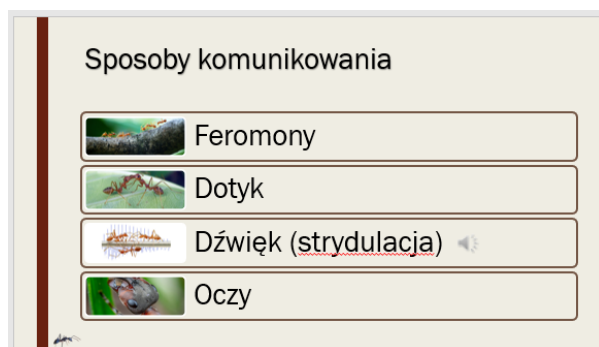 Sposoby komunikowania
Feromony
Dotyk
Dźwięk (strydulacja)
Oczy